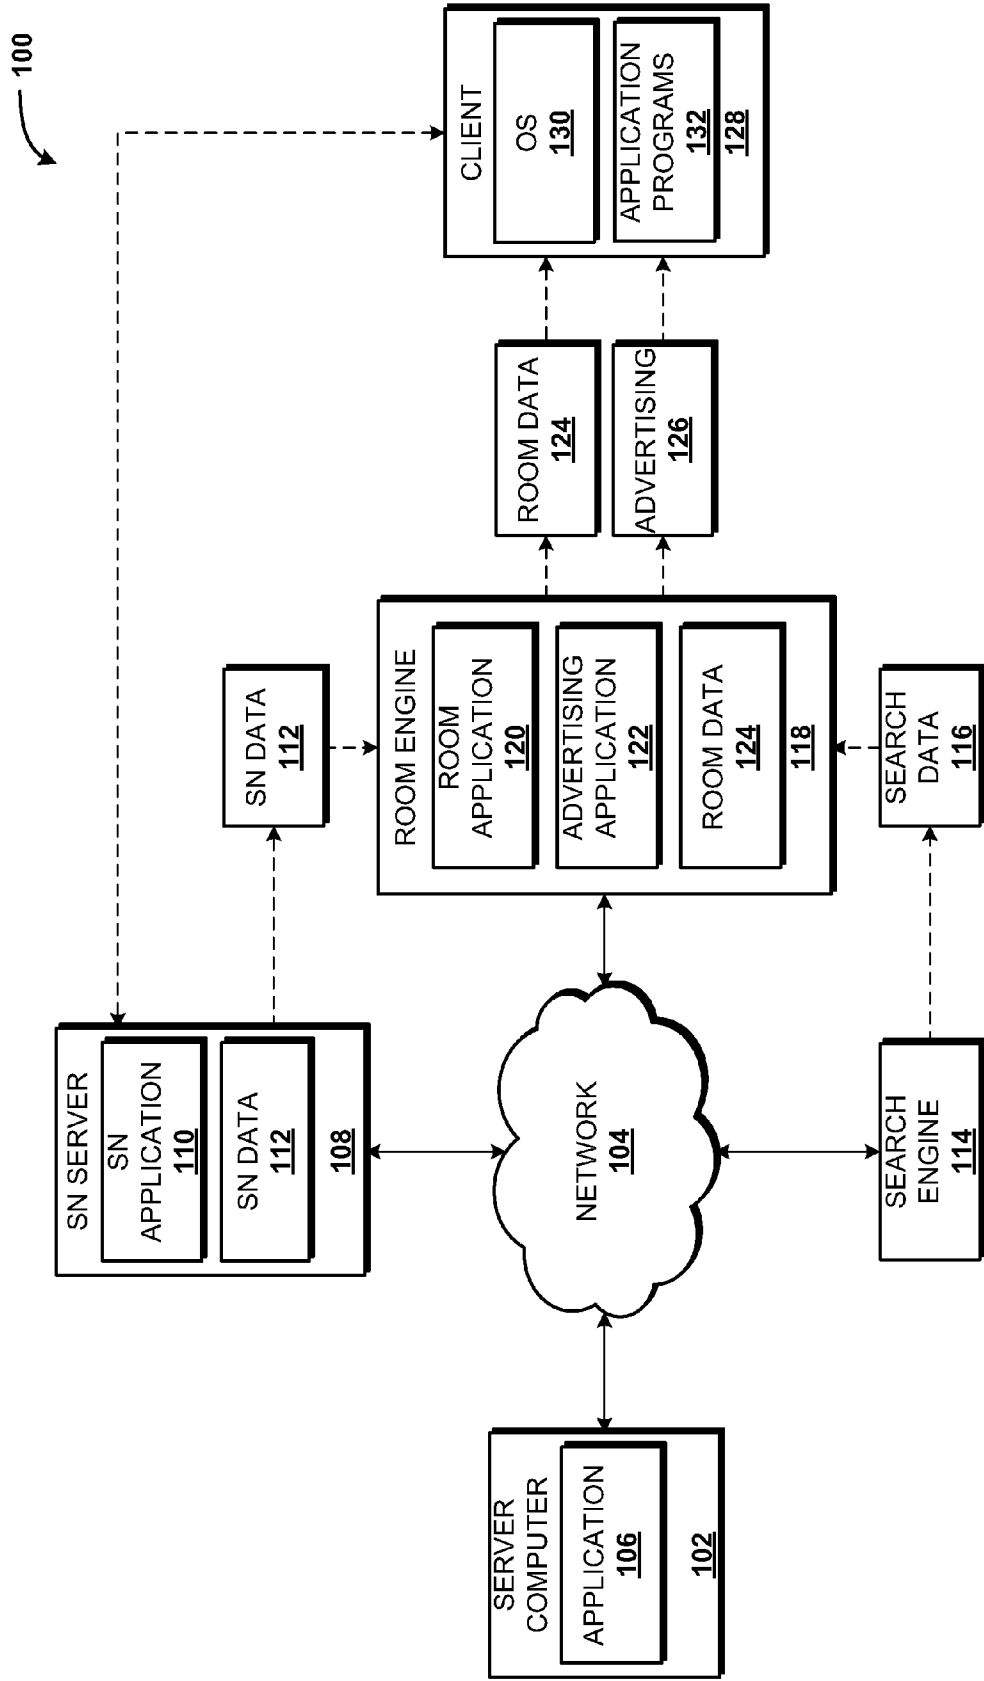 100
SN SERVER
SN
APPLICATION
110
SN DATA
112
108
SN DATA
112
CLIENT
OS
130
APPLICATION
PROGRAMS
132
128
SERVER
COMPUTER
APPLICATION
106
102
NETWORK
104
ROOM ENGINE
ROOM
APPLICATION
120
ADVERTISING
APPLICATION
122
ROOM DATA
124
118
ROOM DATA
124
ADVERTISING
126
SEARCH
ENGINE
114
SEARCH
DATA
116